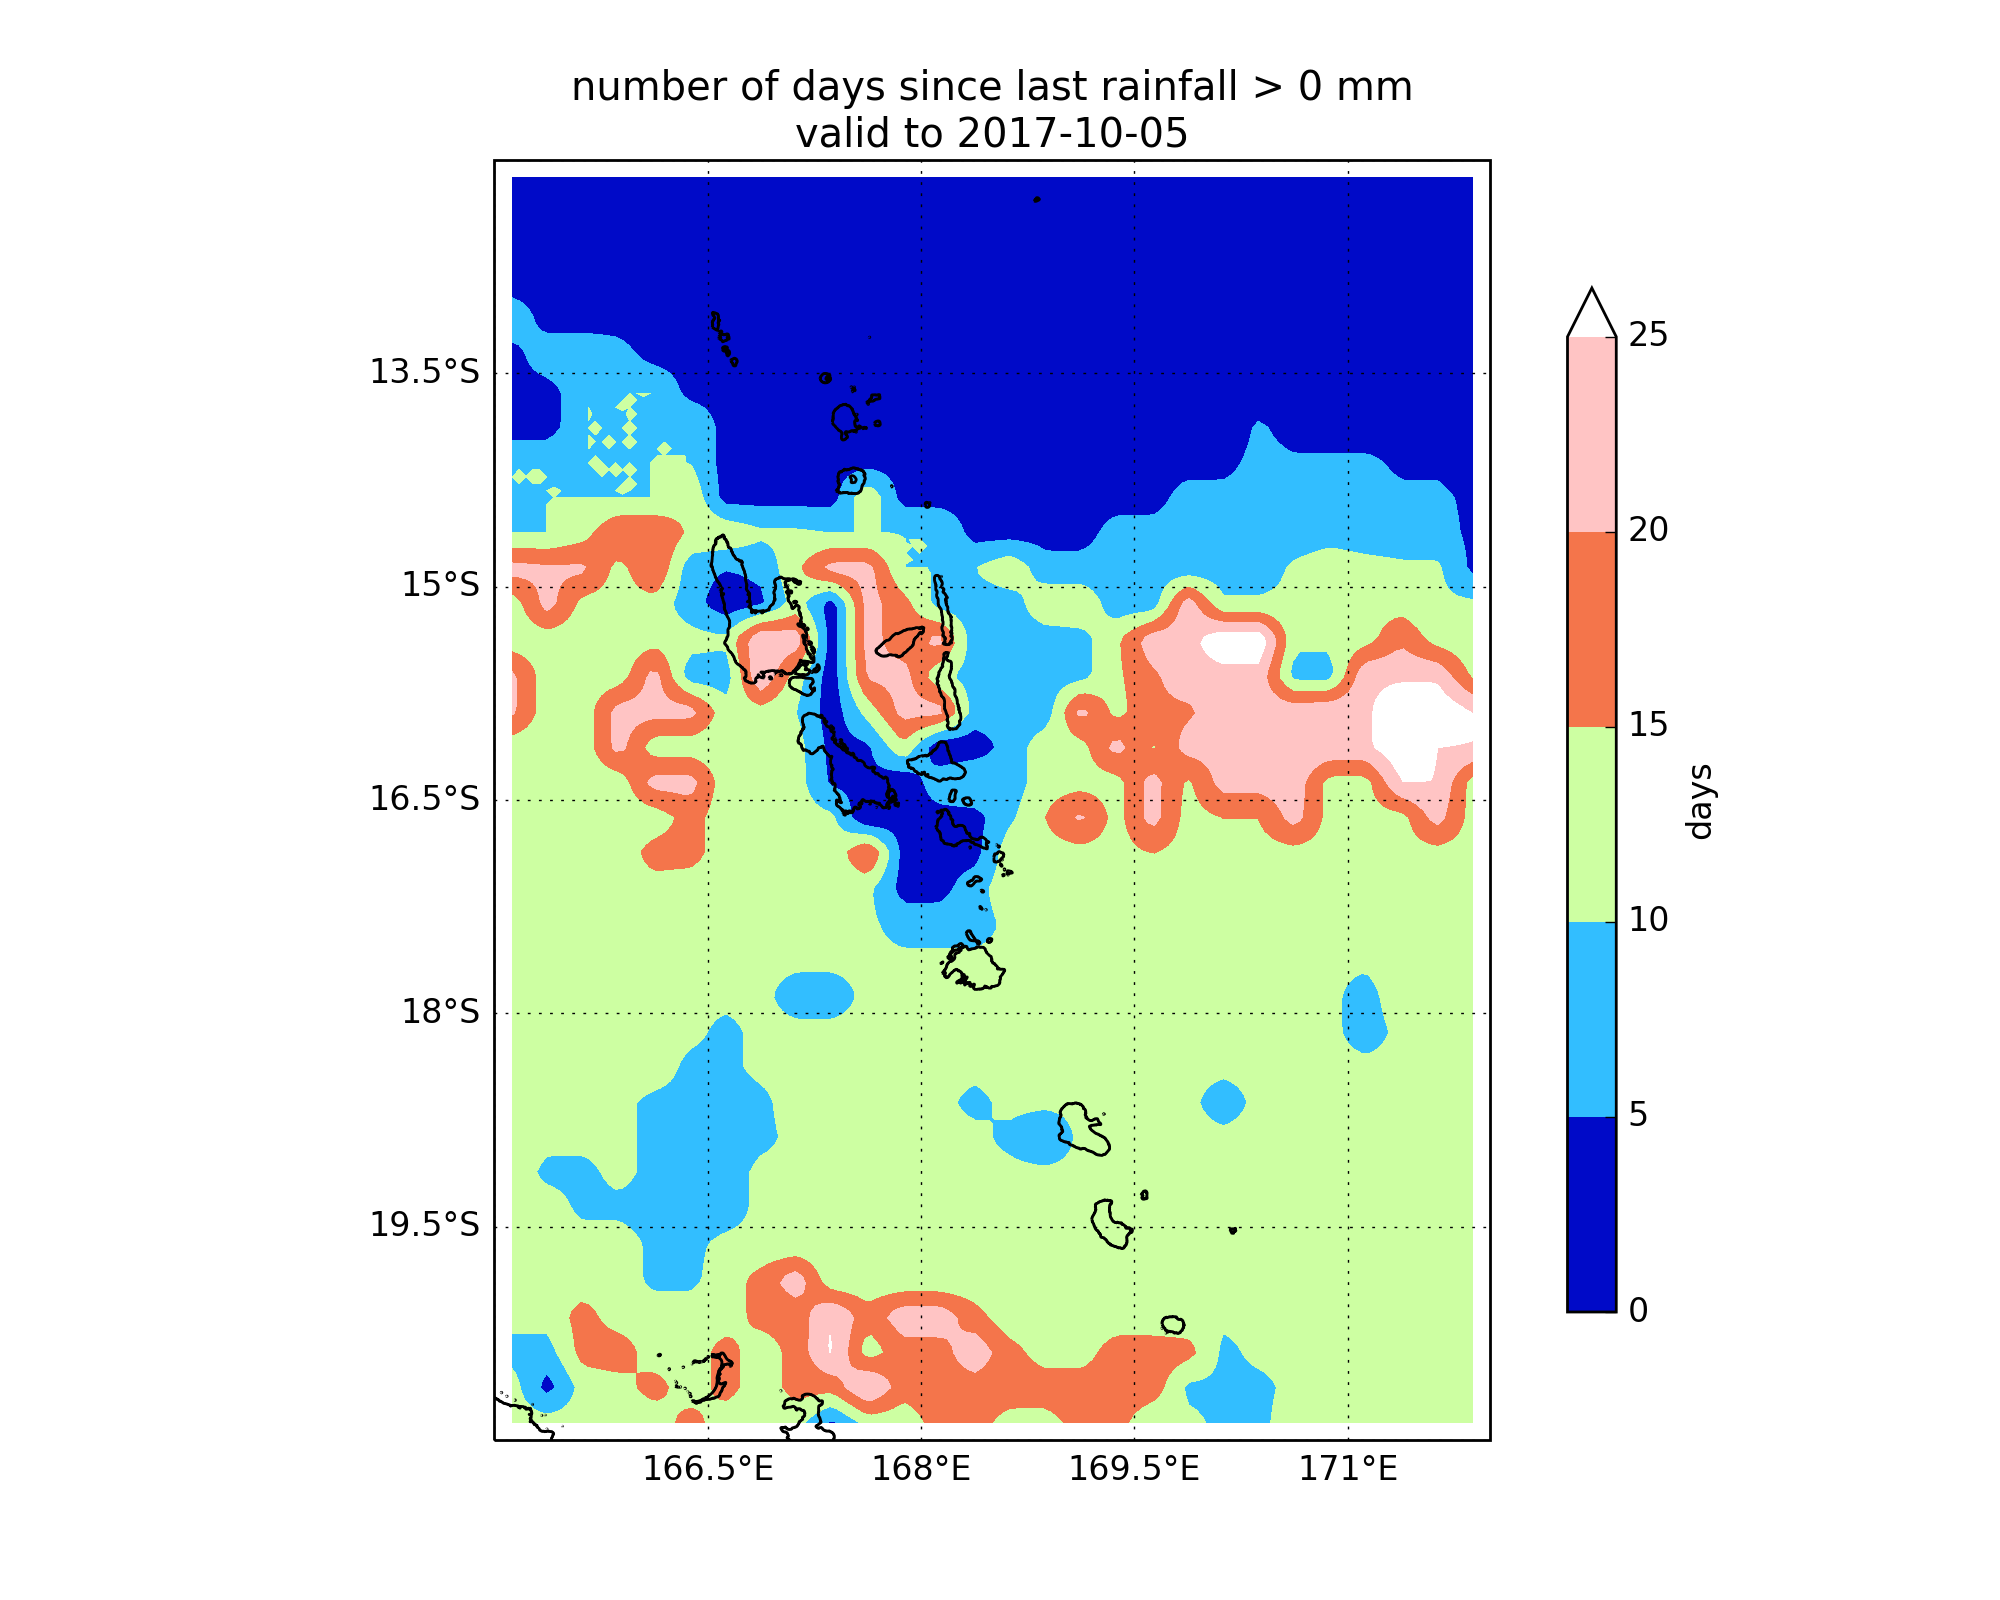 number of days since last rainfall > 0 mm
valid to 2017-10-05
13.5°S
15°S
16.5°S
18°S
19.5°S
166.5°E
168°E
169.5°E
171°E
25
20
15
10
5
0
days